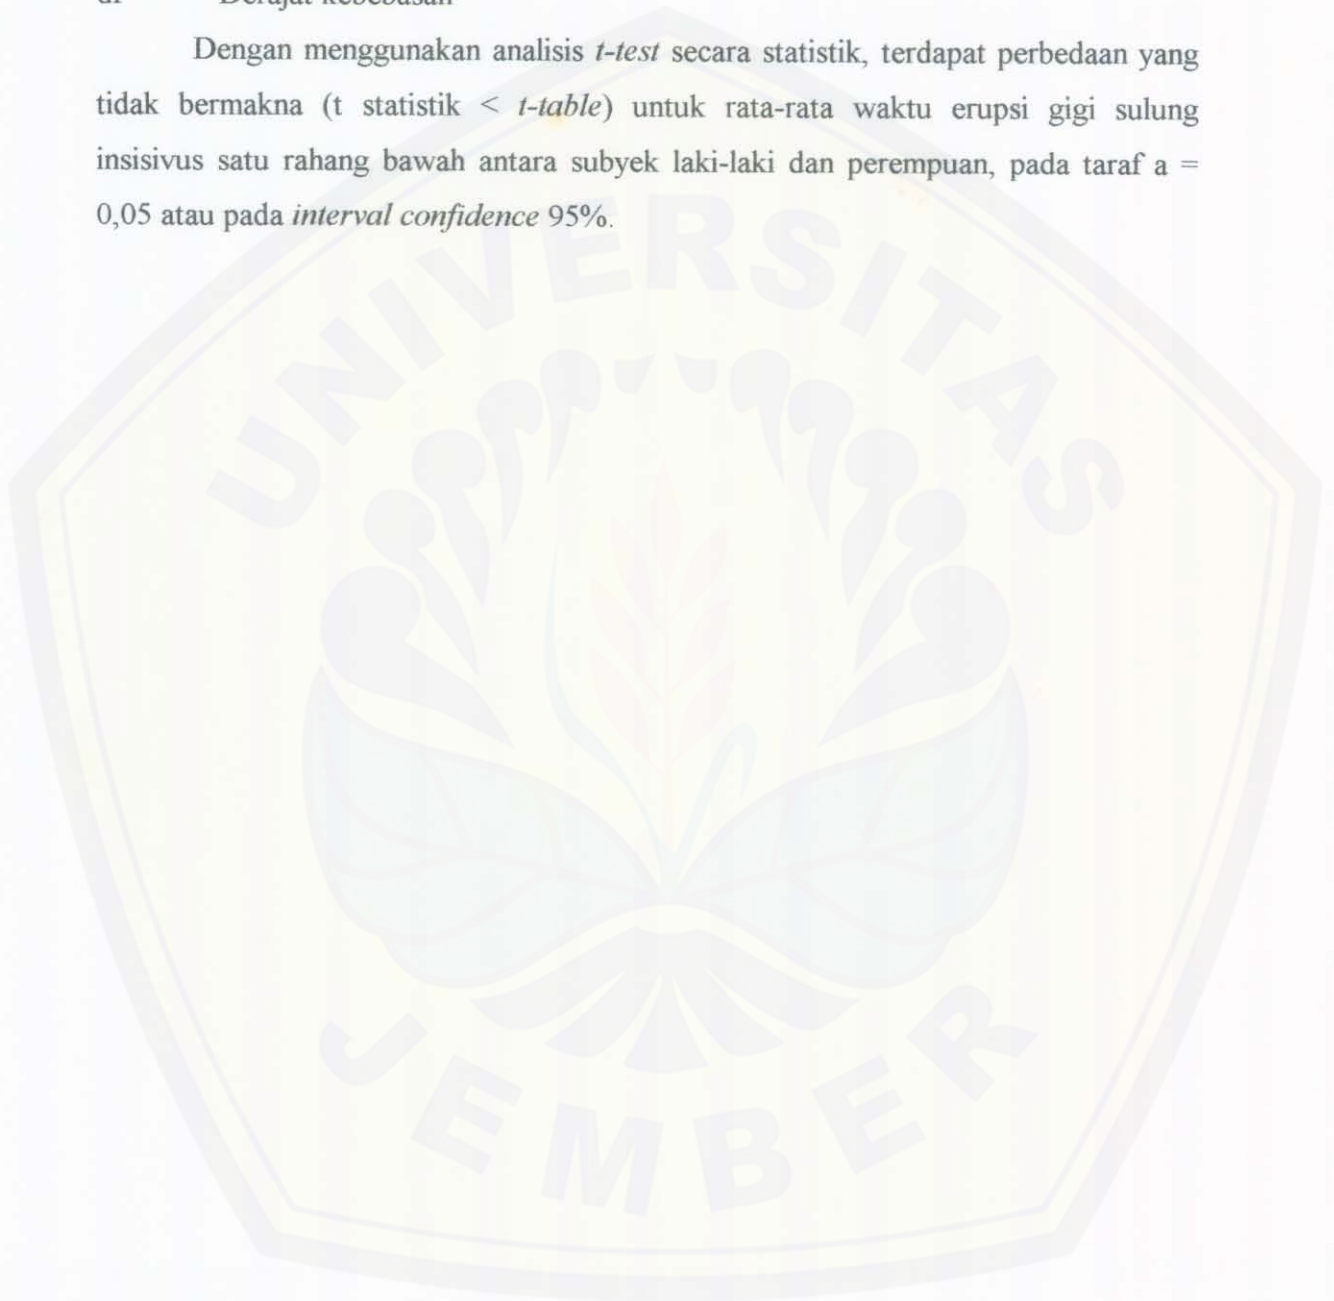 Dengan menggunakan analisis t-test secara statistik, terdapat perbedaan yang
tidak bermakna (t statistik < t-table) untuk rata-rata waktu erupsi gigi sulung
insisivus satu rahang bawah antara subyek laki-laki dan perempuan, pada taraf a =
0,05 atau pada interval confidence 95%.
UNIVERSITAS
JEMBER